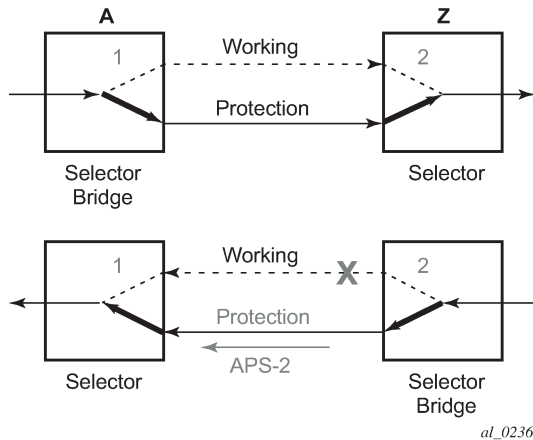 A
Z
1
Working
2
Protection
Selector
Bridge
Selector
1
Working
X
2
Protection
APS-2
Selector
Selector
Bridge
al_0236